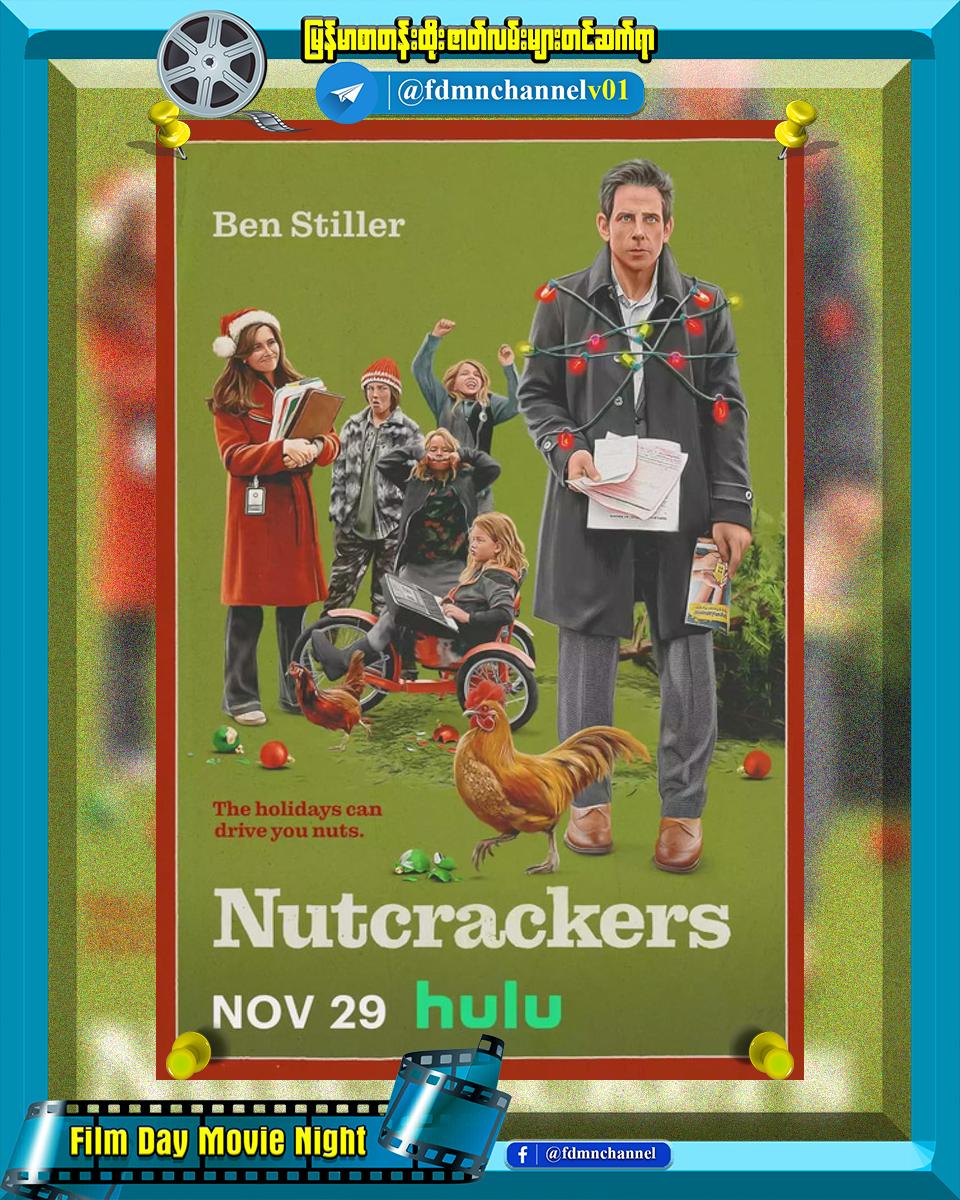 မြန်မာစာတန်းထိုးဇာတ်လမ်းများတင်ဆက်ရာ
@fdmnchannelv01
Ben Stiller
The holidays can
drive you nuts.
Nutcrackers
NOV 29 hulu
Film Day Movie Night
@fdmnchannel